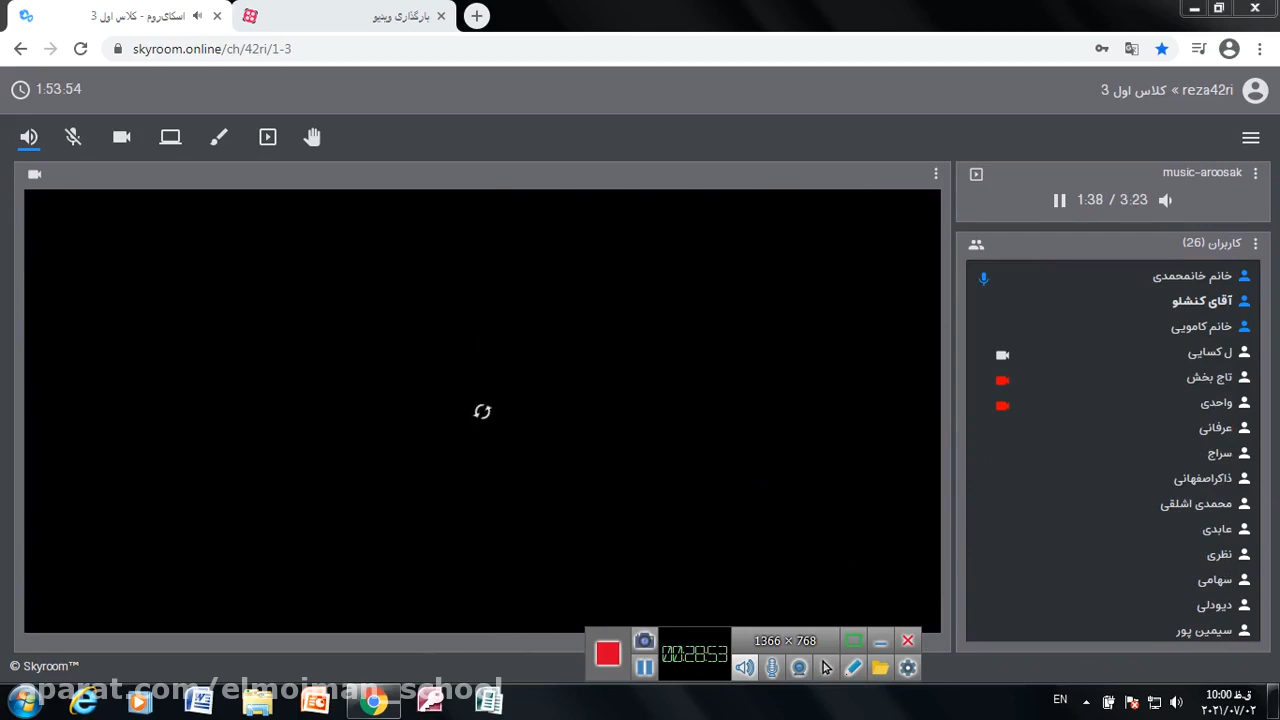 اسکای‌روم - کلاس اول 3
بارگذاری ویدیو
skyroom.online/ch/42ri/1-3
1:53:54
reza42ri » کلاس اول 3
music-aroosak
1:38 / 3:23
کاربران (26)
خانم خانمحمدی
آقای کنشلو
خانم کامویی
ل کسایی
تاج بخش
واحدی
عرفانی
سراج
ذاکراصفهانی
محمدی اشلقی
عابدی
نظری
سهامی
دیودلی
سیمین پور
1366 × 768
00:28:53
© Skyroom™
aparat.com/elmoiman_school
EN
10:00 ق.ظ
۲۰۲۱/۰۷/۰۲